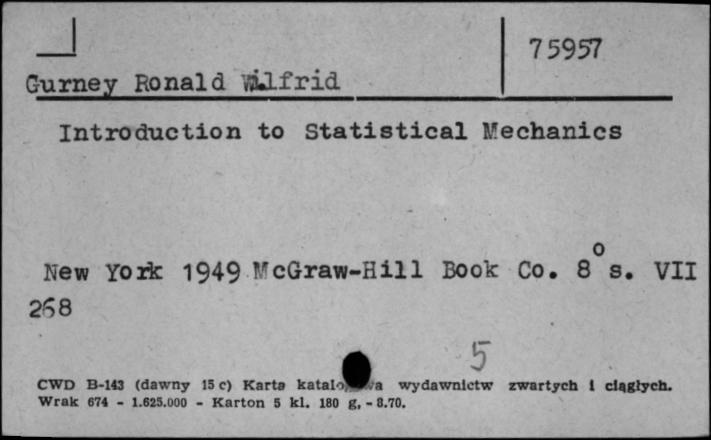 75957
Gurney Ronald Wilfrid
Introduction to Statistical Mechanics
New York 1949 McGraw-Hill Book Co. 8° s. VII
268
5
CWD B-143 (dawny 15 c) Karta katalogowa wydawnictw zwartych i ciągłych.
Wrak 674 - 1.625.000 - Karton 5 kl. 180 g. - 8.70.